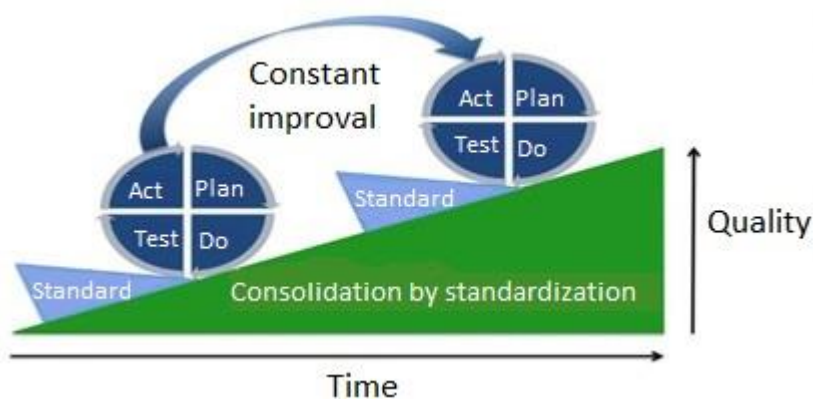 Constant
improval
Act Plan
Test Do
Act Plan
Test Do
Standard
Standard
Quality
Consolidation by standardization
Time